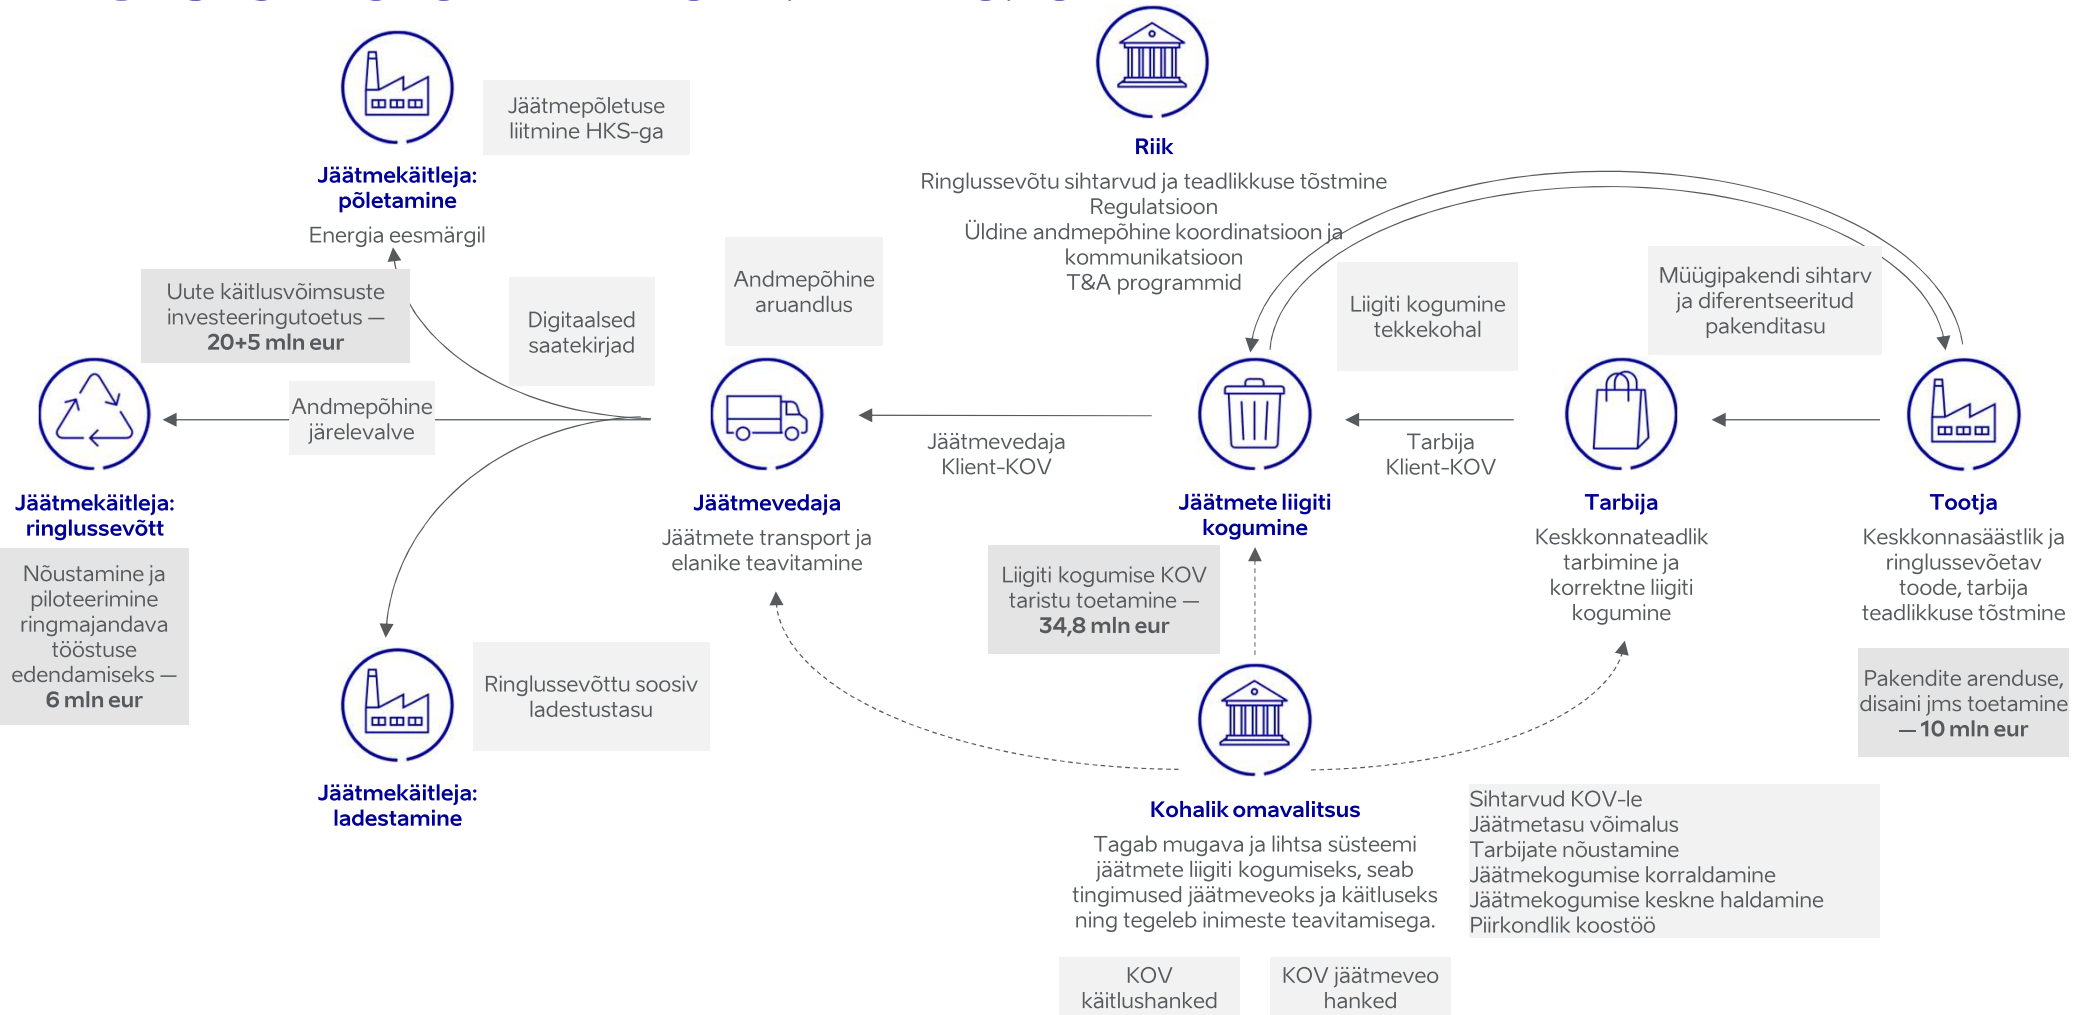 Jäätmepõletuse
liitmine HKS-ga
Jäätmekäitleja:
põletamine
Energia eesmärgil
Riik
Ringlussevõtu sihtarvud ja teadlikkuse tõstmine
Regulatsioon
Üldine andmepõhine koordinatsioon ja
kommunikatsioon
T&A programmid
Uute käitlusvõimsuste
investeeringutoetus —
20+5 mln eur
Digitaalsed
saatekirjad
Andmepõhine
aruandlus
Liigiti kogumine
tekkekohal
Müügipakendi sihtarv
ja diferentseeritud
pakenditasu
Andmepõhine
järelevalve
Jäätmevedaja
Klient-KOV
Tarbija
Klient-KOV
Jäätmekäitleja:
ringlussevõtt
Nõustamine ja
piloteerimine
ringmajandava
tööstuse
edendamiseks —
6 mln eur
Jäätmevedaja
Jäätmete transport ja
elanike teavitamine
Jäätmete liigiti
kogumine
Liigiti kogumise KOV
taristu toetamine —
34,8 mln eur
Tarbija
Keskkonnateadlik
tarbimine ja
korrektne liigiti
kogumine
Tootja
Keskkonnasäästlik ja
ringlussevõetav
toode, tarbija
teadlikkuse tõstmine
Pakendite arenduse,
disaini jms toetamine
— 10 mln eur
Ringlussevõttu soosiv
ladestustasu
Jäätmekäitleja:
ladestamine
Kohalik omavalitsus
Tagab mugava ja lihtsa süsteemi
jäätmete liigiti kogumiseks, seab
tingimused jäätmeveoks ja käitluseks
ning tegeleb inimeste teavitamisega.
Sihtarvud KOV-le
Jäätmetasu võimalus
Tarbijate nõustamine
Jäätmekogumise korraldamine
Jäätmekogumise keskne haldamine
Piirkondlik koostöö
KOV
käitlushanked
KOV jäätmeveo
hanked